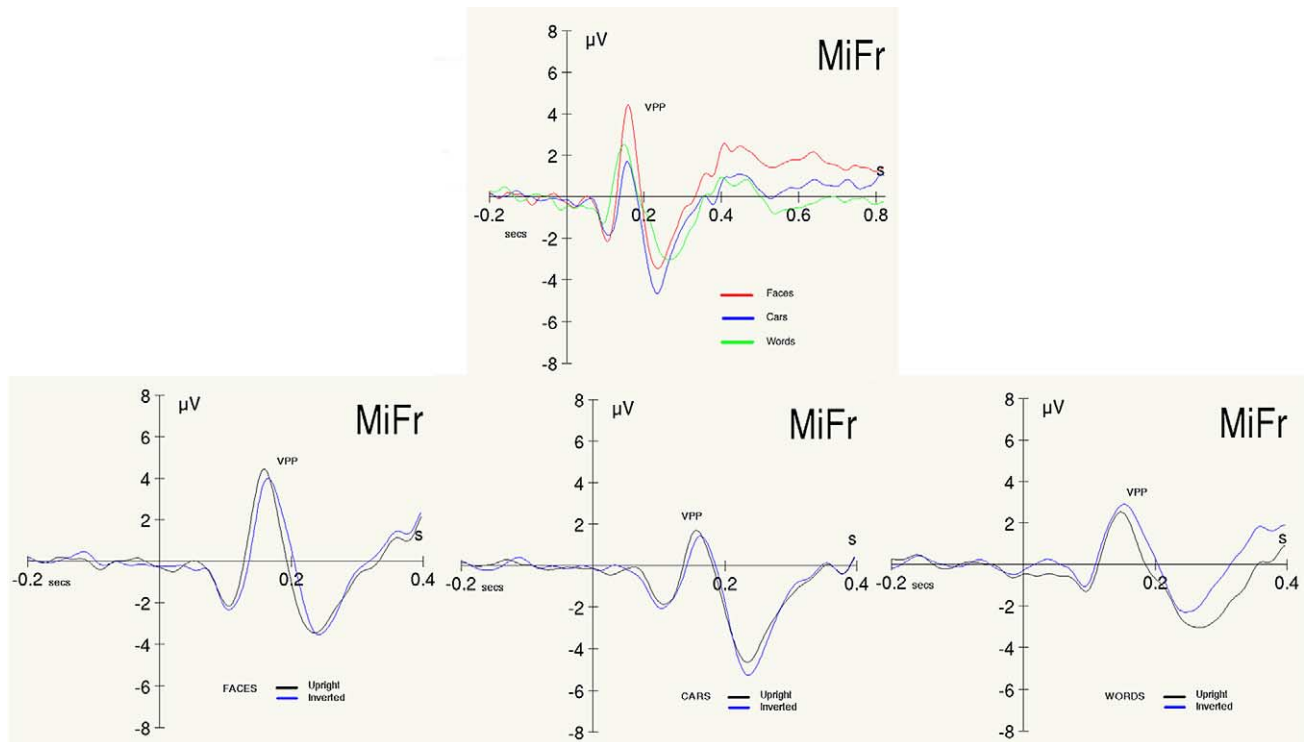 8
µV
MiFr
6
VPP
4
2
S
-0.2
0.2
0.4
0.6
0.8
secs
-2
-4
Faces
Cars
-6
Words
-8
8
µV
MiFr
6
VPP
4
2
S
-0.2
secs
0.2
0.4
-2
-4
FACES
Upright
Inverted
-6
-8
8
µV
MiFr
6
4
VPP
2
S
-0.2
secs
0.2
0.4
-2
-4
CARS
Upright
Inverted
-6
-8
8
µV
MiFr
6
4
VPP
2
S
-0.2
secs
0.2
0.4
-2
-4
WORDS
Upright
Inverted
-6
-8